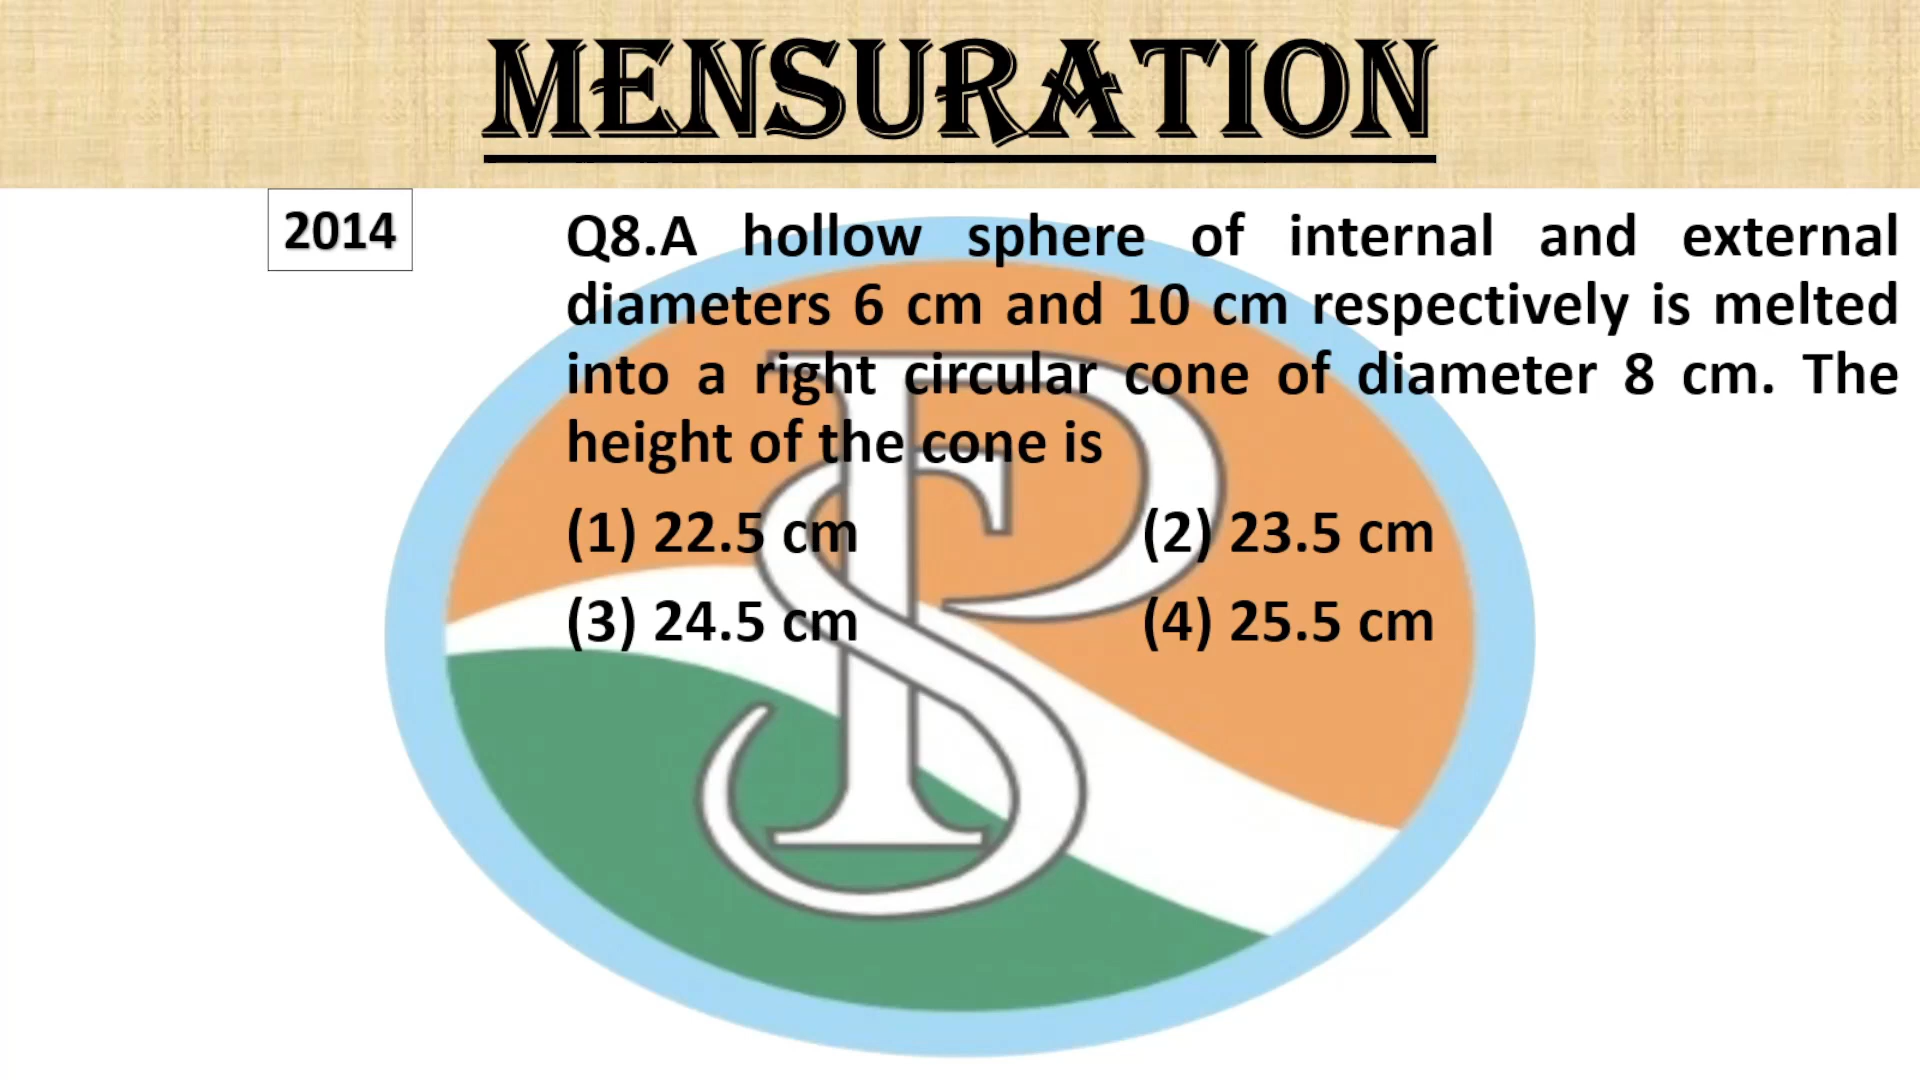 MENSURATION
2014
Q8.A hollow sphere of internal and external
diameters 6 cm and 10 cm respectively is melted
into a right circular cone of diameter 8 cm. The
height of the cone is
(1) 22.5 cm (2) 23.5 cm
(3) 24.5 cm (4) 25.5 cm